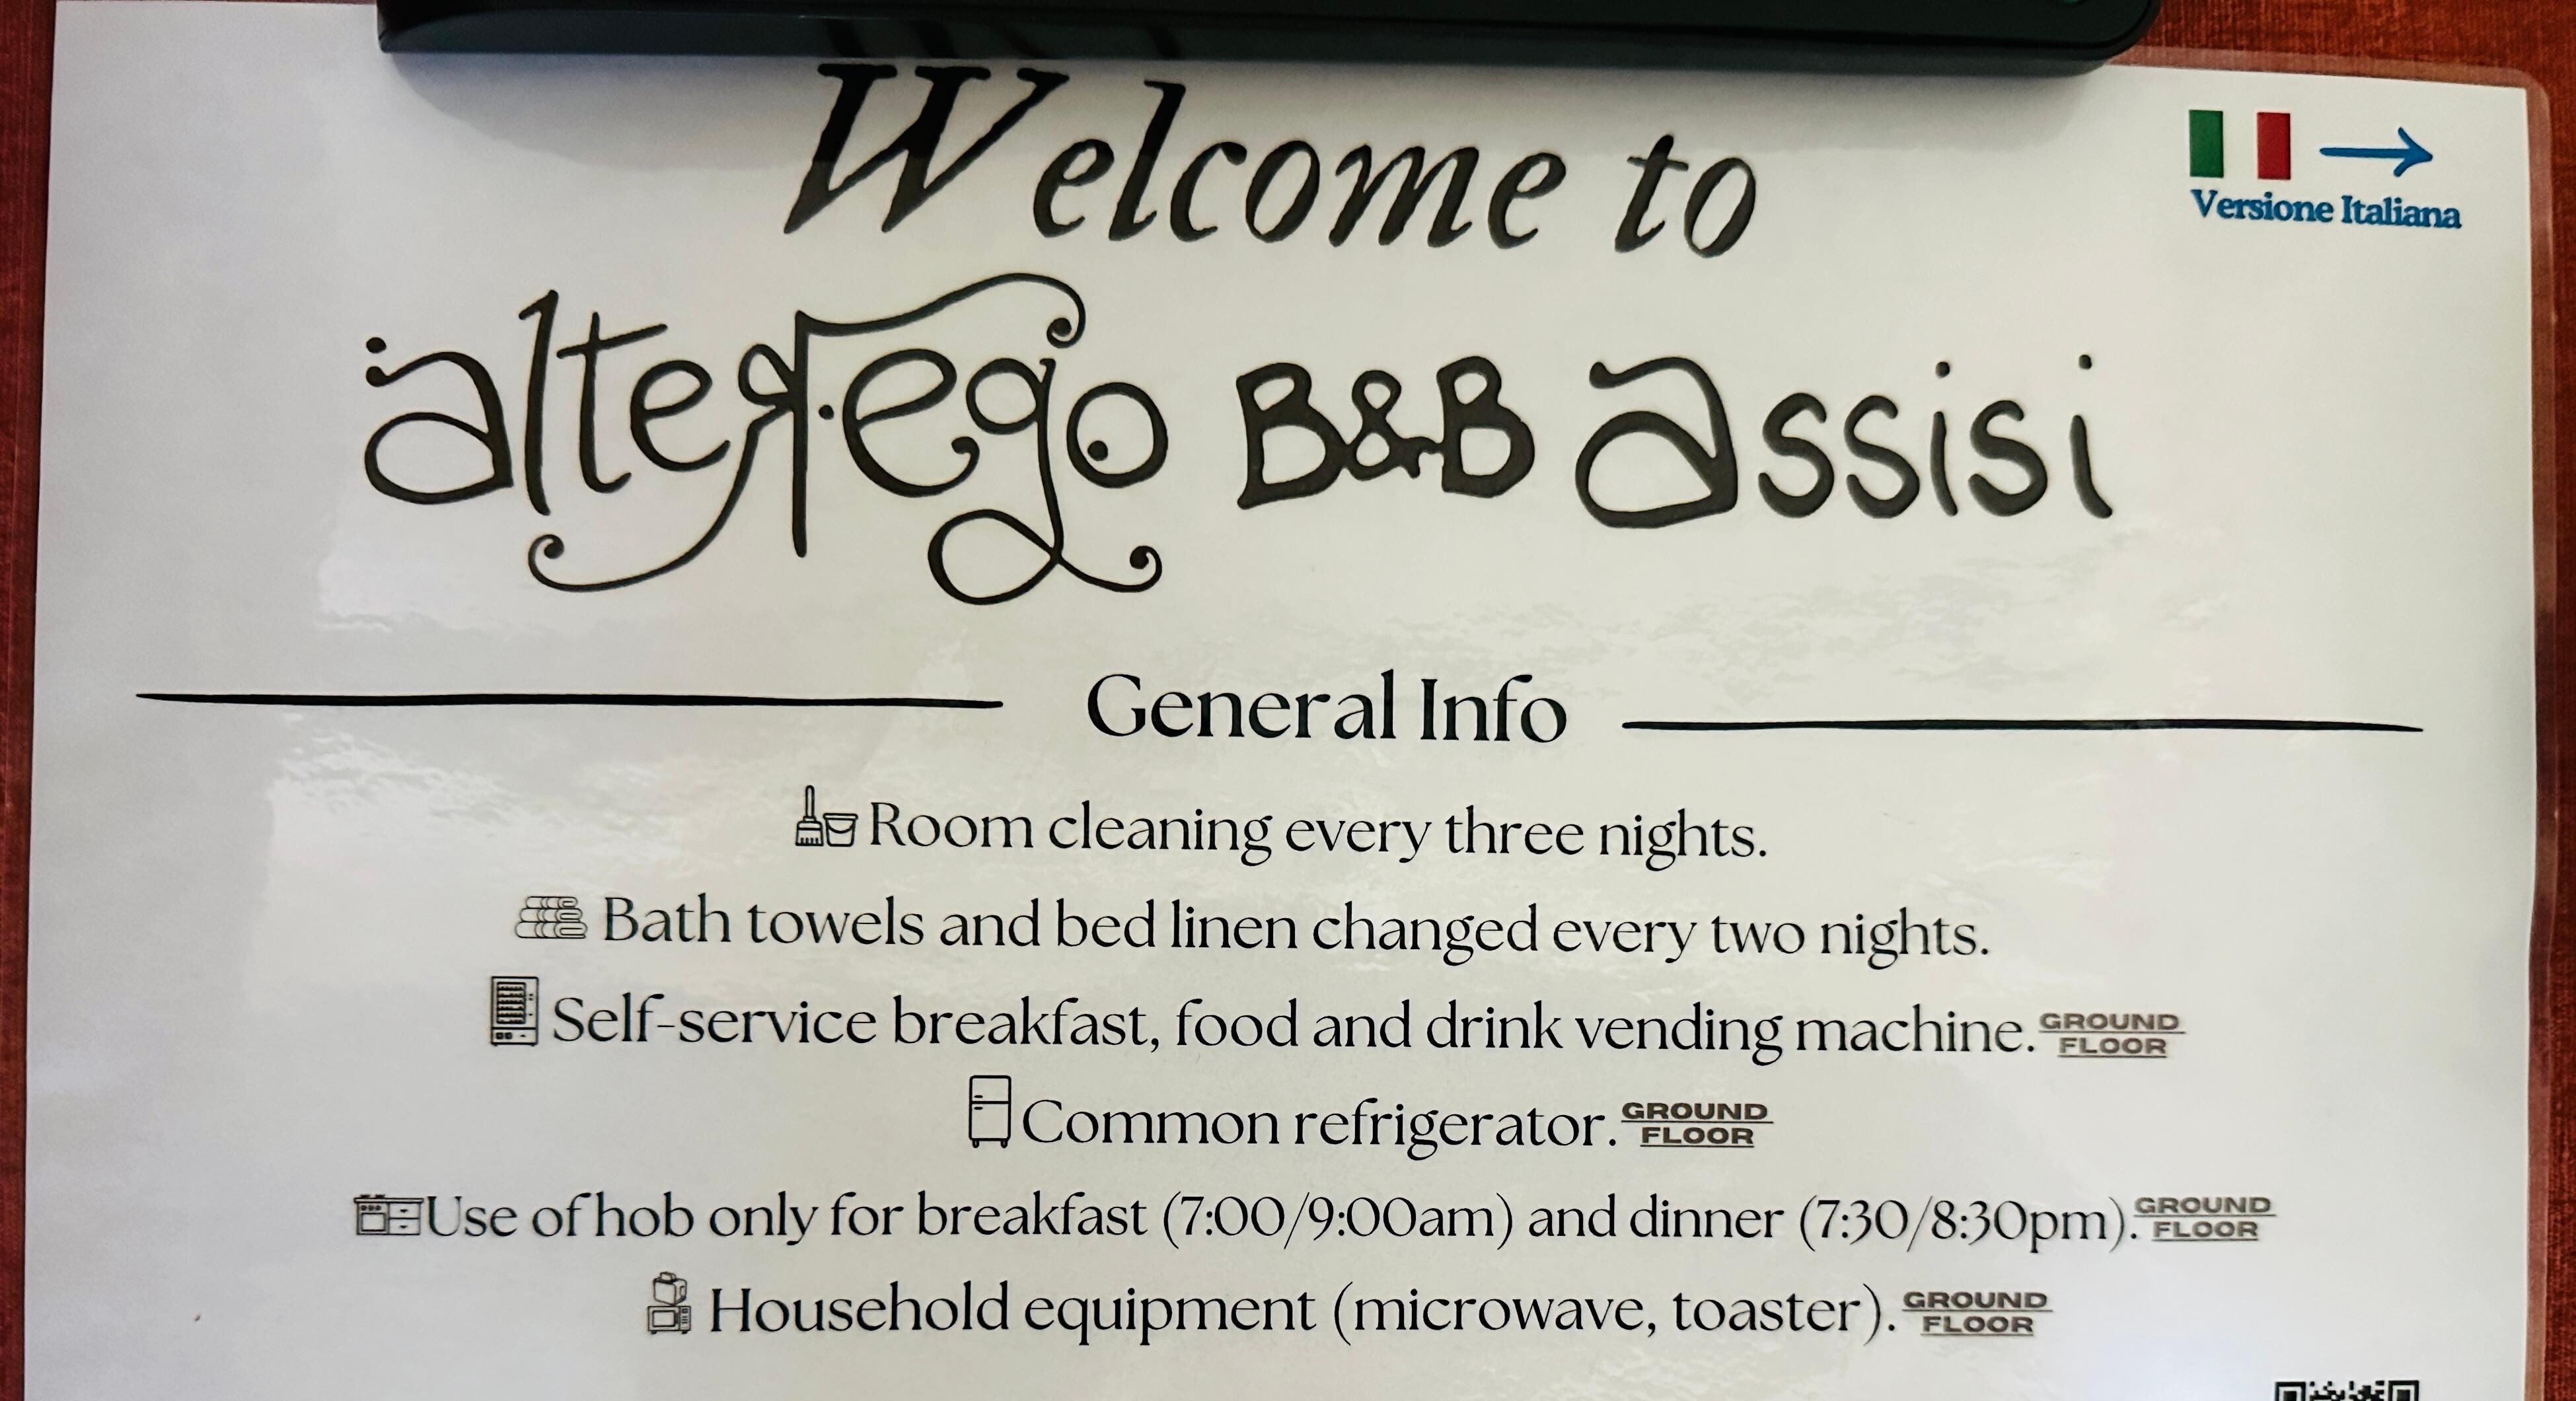 Welcome to
Versione Italiana
alter.ego B&B assisi
General Info
Room cleaning every three nights.
Bath towels and bed linen changed every two nights.
Self-service breakfast, food and drink vending machine. GROUND FLOOR
Common refrigerator. GROUND FLOOR
Use of hob only for breakfast (7:00/9:00am) and dinner (7:30/8:30pm). GROUND FLOOR
Household equipment (microwave, toaster). GROUND FLOOR